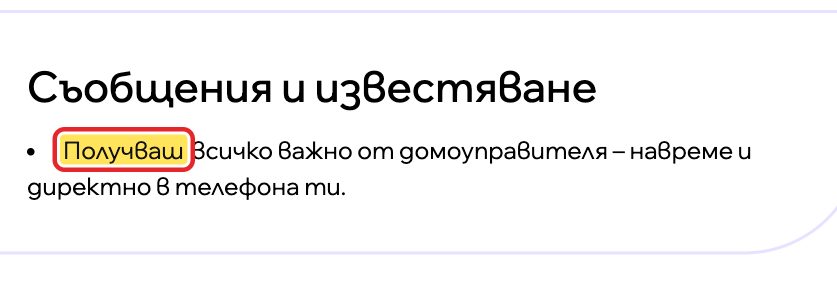 Съобщения и известяване
• Получваш всичко важно от домоуправителя – навреме и
директно в телефона ти.